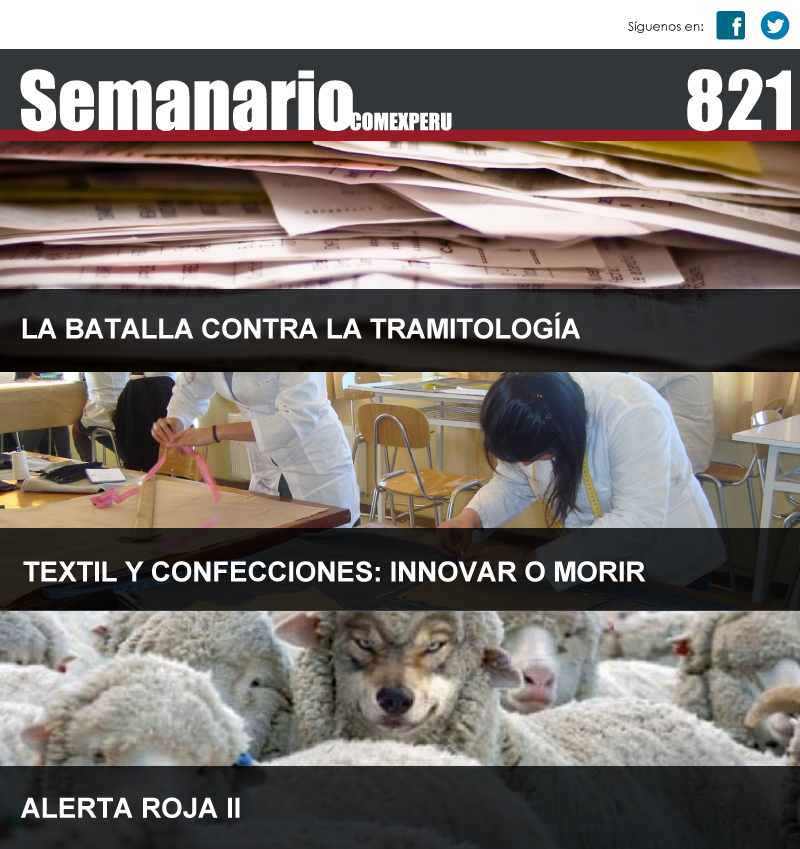 Síguenos en:
Semanario COMEXPERU 821
LA BATALLA CONTRA LA TRAMITOLOGÍA
TEXTIL Y CONFECCIONES: INNOVAR O MORIR
ALERTA ROJA II